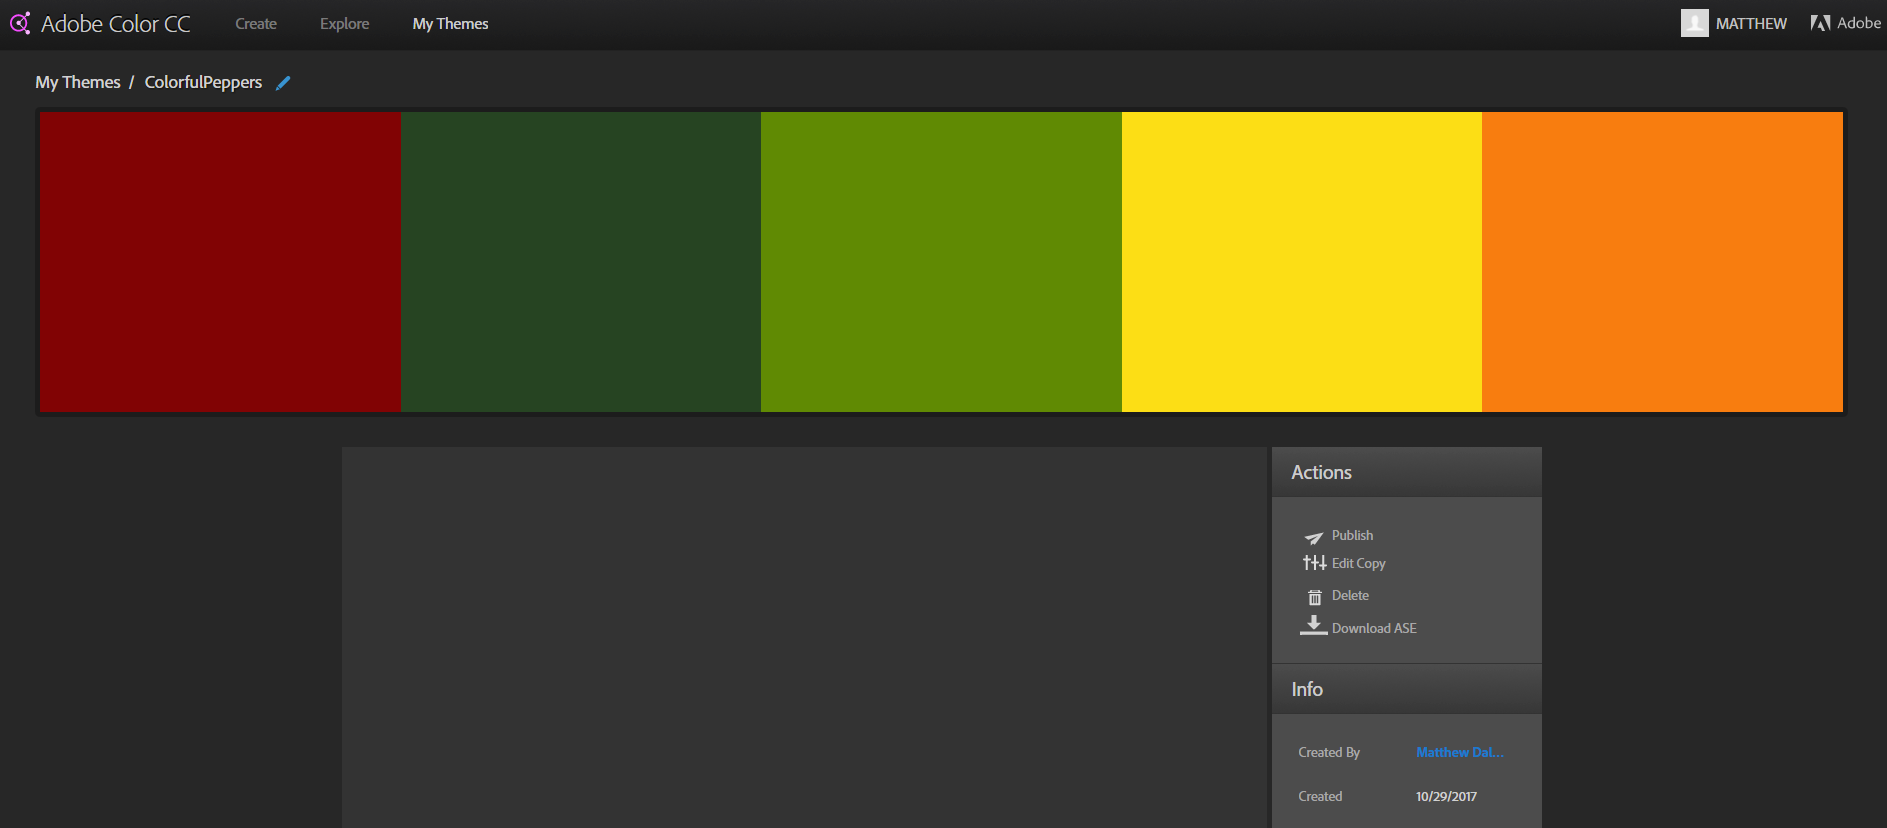 Adobe Color CC Create Explore My Themes MATTHEW Adobe
My Themes / ColorfulPeppers
Actions
Publish
Edit Copy
Delete
Download ASE
Info
Created By Matthew Dal...
Created 10/29/2017